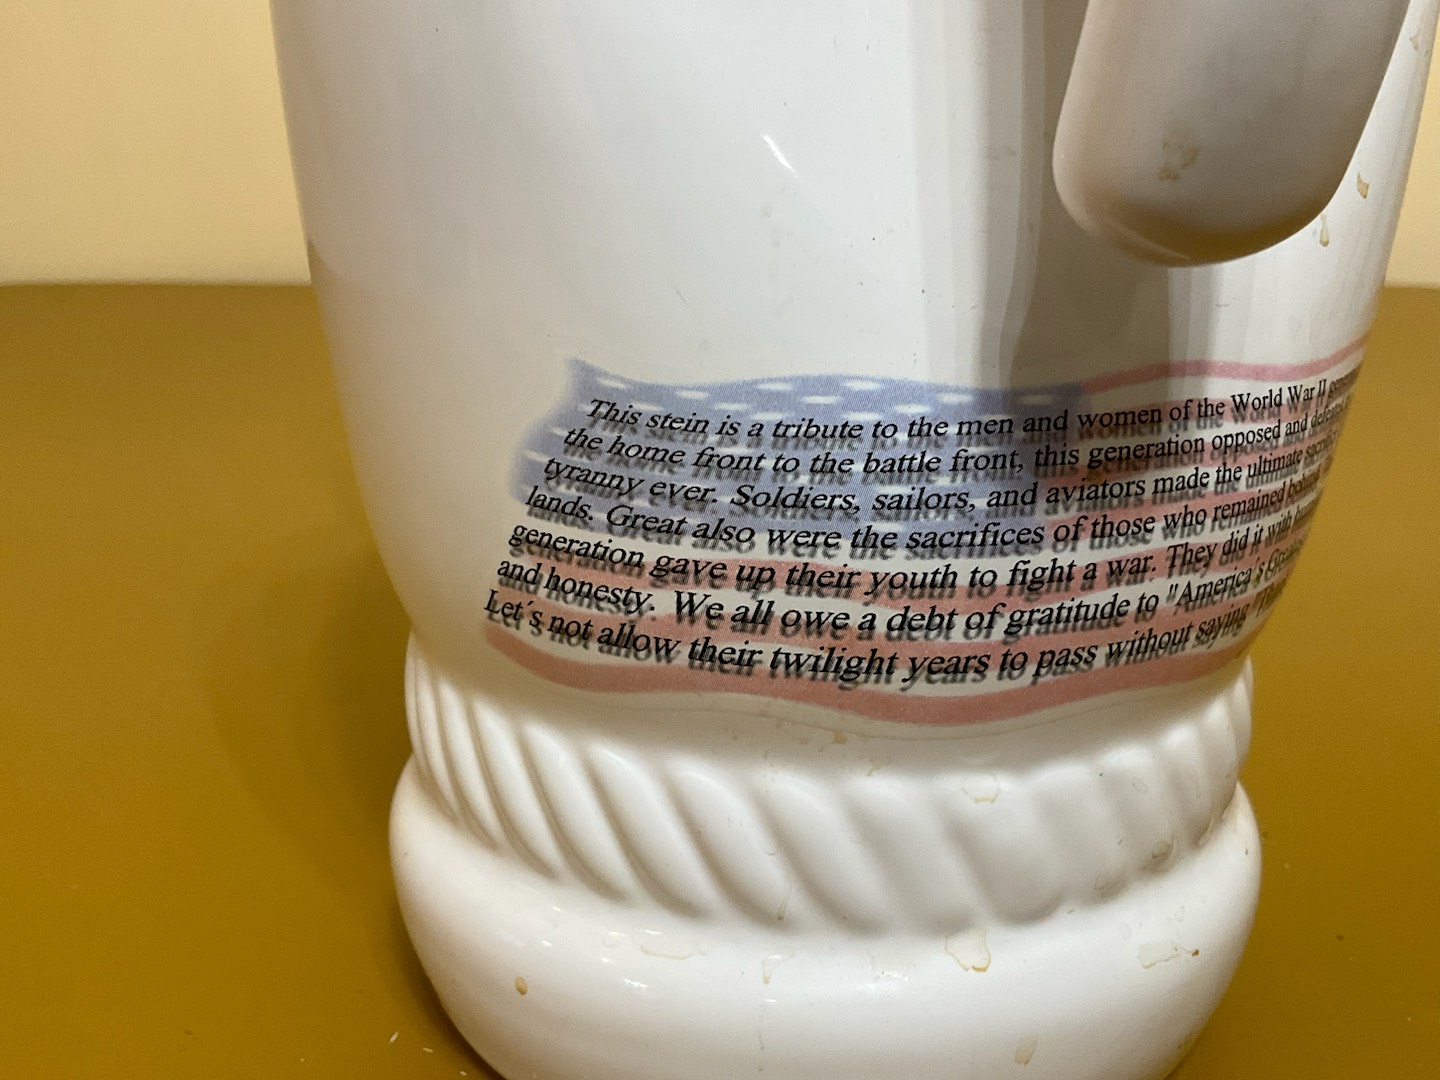 This stein is a tribute to the men and women of the World War II
the home front to the battle front, this generation opposed and defeated
tyranny ever. Soldiers, sailors, and aviators made the ultimate sacrifice
lands. Great also were the sacrifices of those who remained behind
generation gave up their youth to fight a war. They did it with
and honesty. We all owe a debt of gratitude to "America's
Let´s not allow their twilight years to pass without saying